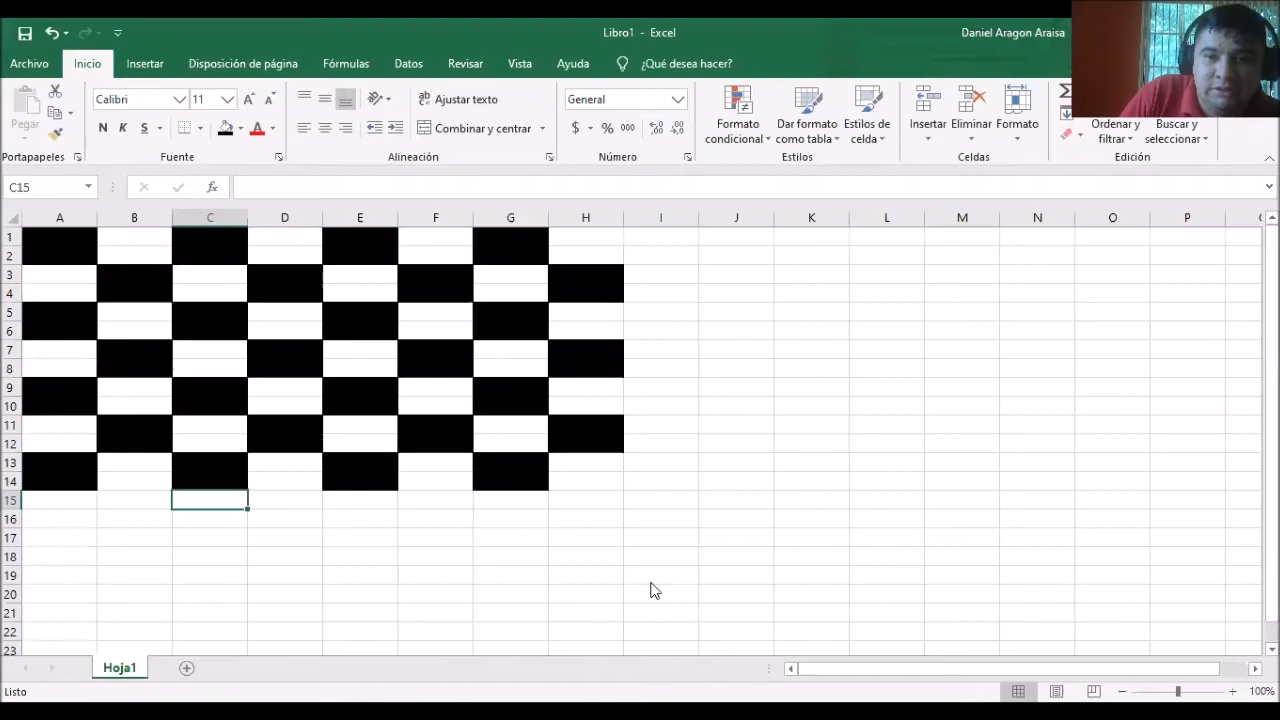 Libro1 - Excel
Daniel Aragon Araisa
Archivo Inicio Insertar Disposición de página Fórmulas Datos Revisar Vista Ayuda ¿Qué desea hacer?
Pegar
Calibri 11
N K S
Ajustar texto
Combinar y centrar
General
$ % 000
Formato condicional
Dar formato como tabla
Estilos de celda
Insertar Eliminar Formato
Ordenar y filtrar
Buscar y seleccionar
Portapapeles Fuente Alineación Número Estilos Celdas Edición
C15 fx
A B C D E F G H I J K L M N O P
1
2
3
4
5
6
7
8
9
10
11
12
13
14
15
16
17
18
19
20
21
22
23
Hoja1
Listo 100%